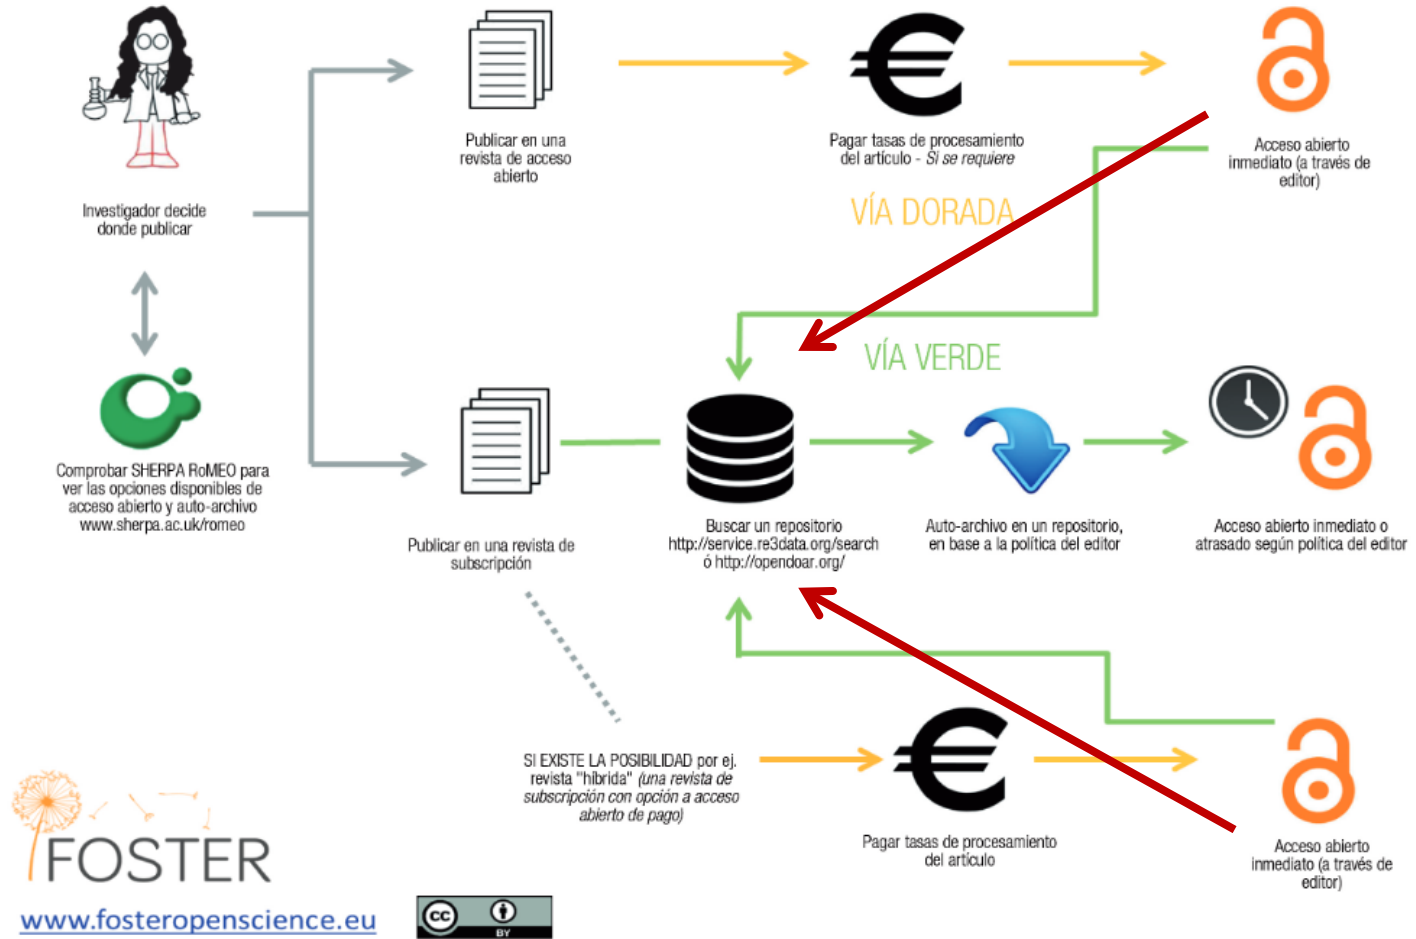 Publicar en una
revista de acceso
abierto
Pagar tasas de procesamiento
del artículo - Si se requiere
Acceso abierto
inmediato (a través de
editor)
Investigador decide
donde publicar
VÍA DORADA
VÍA VERDE
Comprobar SHERPA RoMEO para
ver las opciones disponibles de
acceso abierto y auto-archivo
www.sherpa.ac.uk/romeo
Publicar en una revista de
subscripción
Buscar un repositorio
http://service.re3data.org/search
ó http://opendoar.org/
Auto-archivo en un repositorio,
en base a la política del editor
Acceso abierto inmediato o
atrasado según política del editor
SI EXISTE LA POSIBILIDAD por ej.
revista "híbrida" (una revista de
subscripción con opción a acceso
abierto de pago)
Pagar tasas de procesamiento
del artículo
Acceso abierto
inmediato (a través de
editor)
FOSTER
www.fosteropenscience.eu
cc
BY